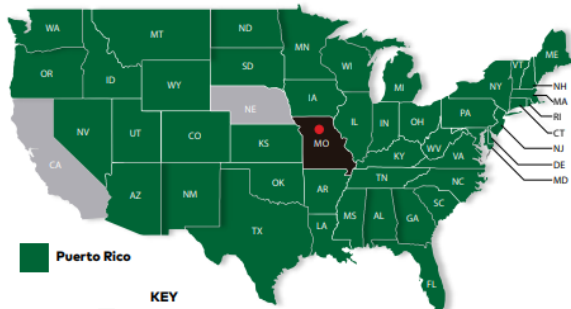 WA
ND
MN
ME
MT
VT
OR
ID
SD
WI
NY
NH
WY
MI
MA
IA
PA
RI
NE
OH
CT
NV
UT
IL
IN
NJ
CO
WV
DE
KS
MO
KY
VA
MD
CA
TN
NC
OK
AR
SC
AZ
NM
MS
AL
GA
TX
LA
FL
Puerto Rico
KEY